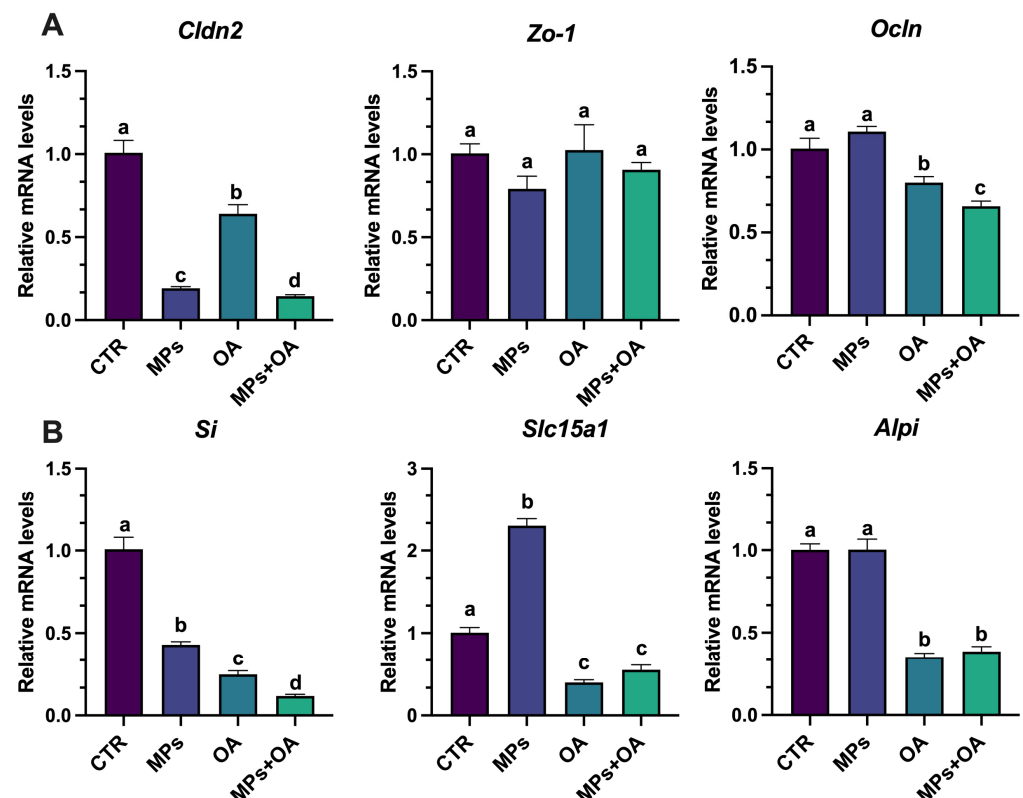 A
Cldn2
Zo-1
Ocln
Relative mRNA levels
1.5
1.0
0.5
0.0
a
c
b
d
CTR
MPs
OA
MPs+OA
Relative mRNA levels
1.5
1.0
0.5
0.0
a
a
a
a
CTR
MPs
OA
MPs+OA
Relative mRNA levels
1.5
1.0
0.5
0.0
a
a
b
c
CTR
MPs
OA
MPs+OA
B
Si
Slc15a1
Alpi
Relative mRNA levels
1.5
1.0
0.5
0.0
a
b
c
d
CTR
MPs
OA
MPs+OA
Relative mRNA levels
3
2
1
0
a
b
c
c
CTR
MPs
OA
MPs+OA
Relative mRNA levels
1.5
1.0
0.5
0.0
a
a
b
b
CTR
MPs
OA
MPs+OA